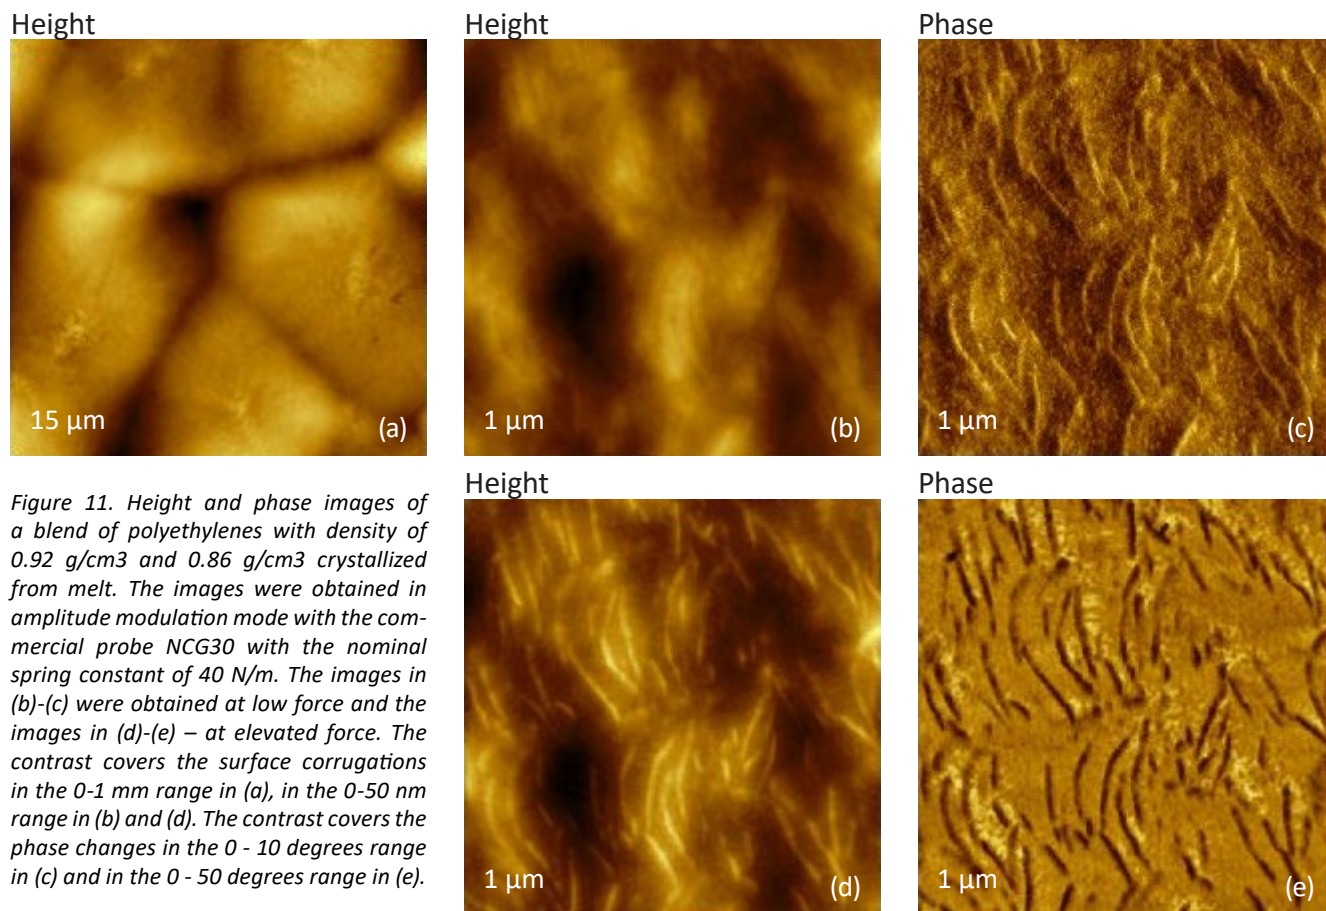 Height
Height
Phase
15 µm
(a)
1 µm
(b)
1 µm
(c)
Height
Phase
Figure 11. Height and phase images of
a blend of polyethylenes with density of
0.92 g/cm3 and 0.86 g/cm3 crystallized
from melt. The images were obtained in
amplitude modulation mode with the com-
mercial probe NCG30 with the nominal
spring constant of 40 N/m. The images in
(b)-(c) were obtained at low force and the
images in (d)-(e) – at elevated force. The
contrast covers the surface corrugations
in the 0-1 mm range in (a), in the 0-50 nm
range in (b) and (d). The contrast covers the
phase changes in the 0 - 10 degrees range
in (c) and in the 0 - 50 degrees range in (e).
1 µm
(d)
1 µm
(e)